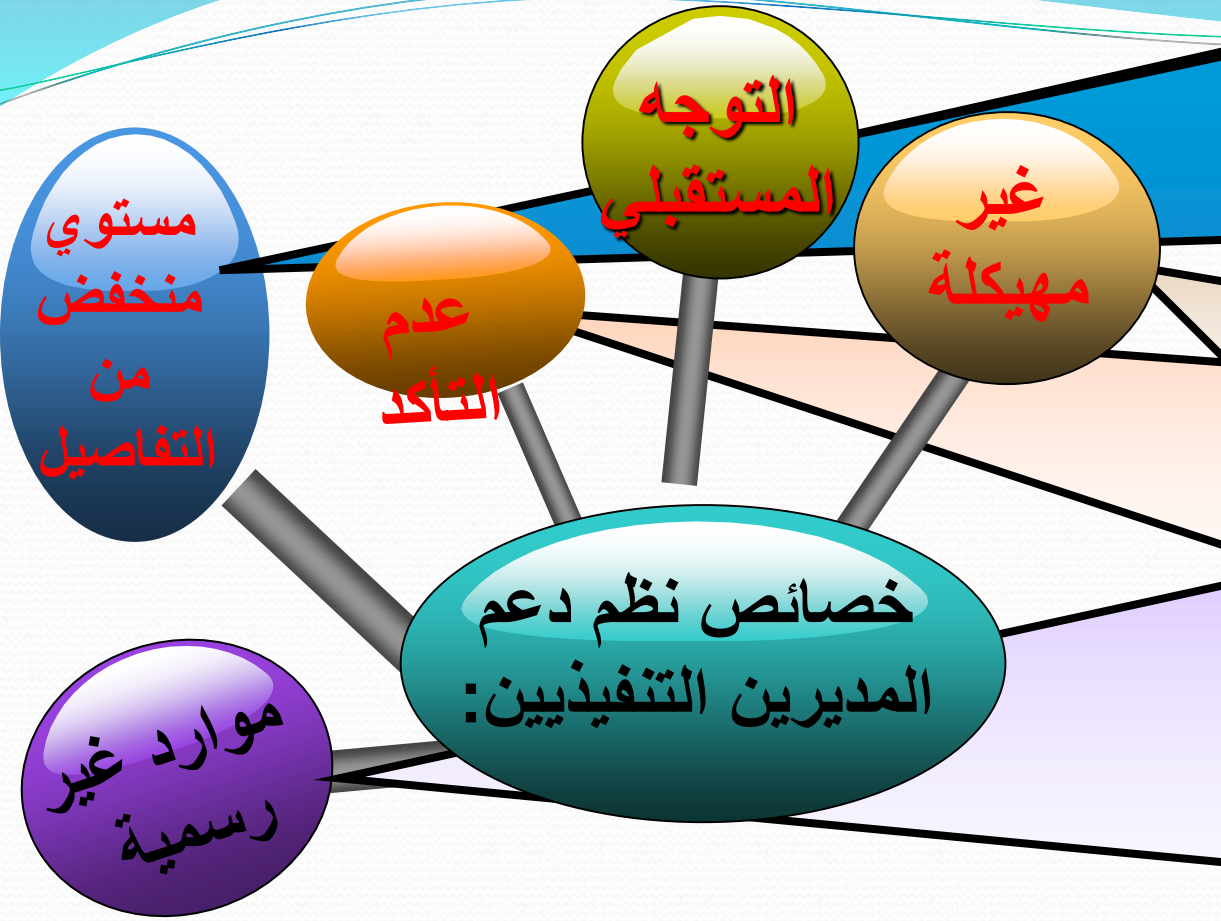 التوجه
المستقبلي
غير
مهيكلة
مستوي
منخفض
من
التفاصيل
عدم
التأكد
خصائص نظم دعم
المديرين التنفيذيين:
موارد غير
رسمية